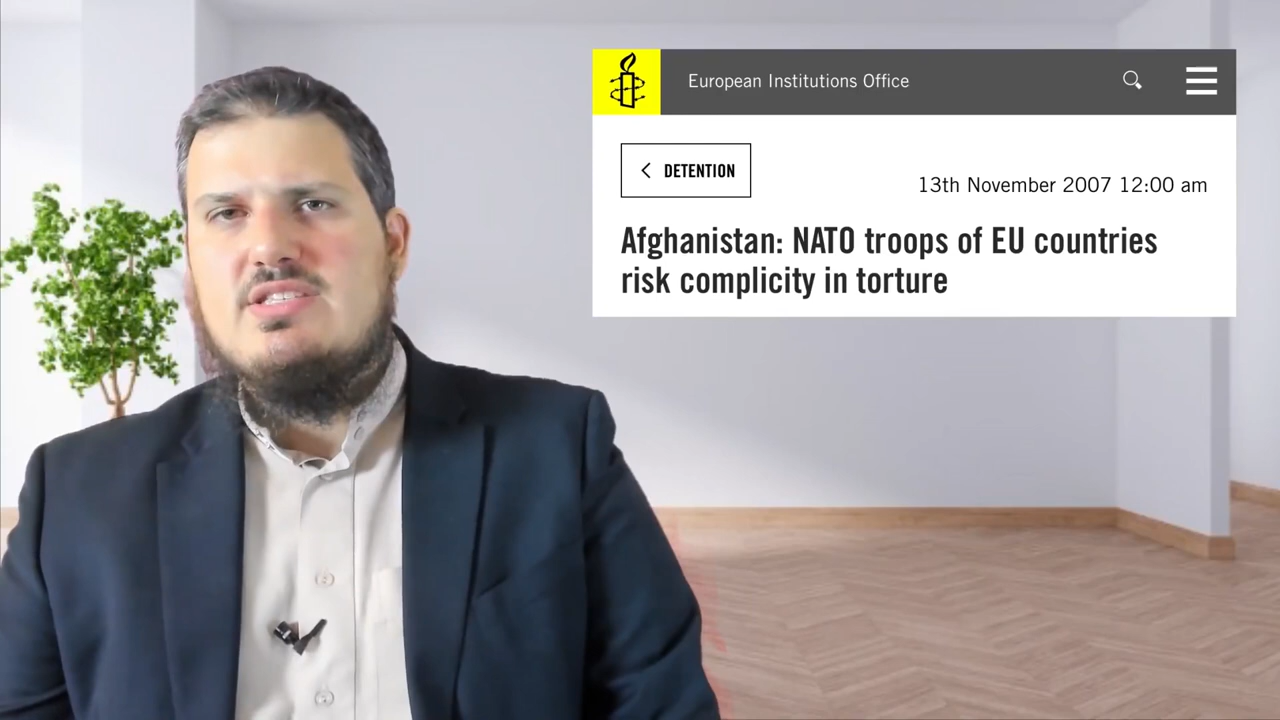 European Institutions Office
DETENTION
13th November 2007 12:00 am
Afghanistan: NATO troops of EU countries
risk complicity in torture